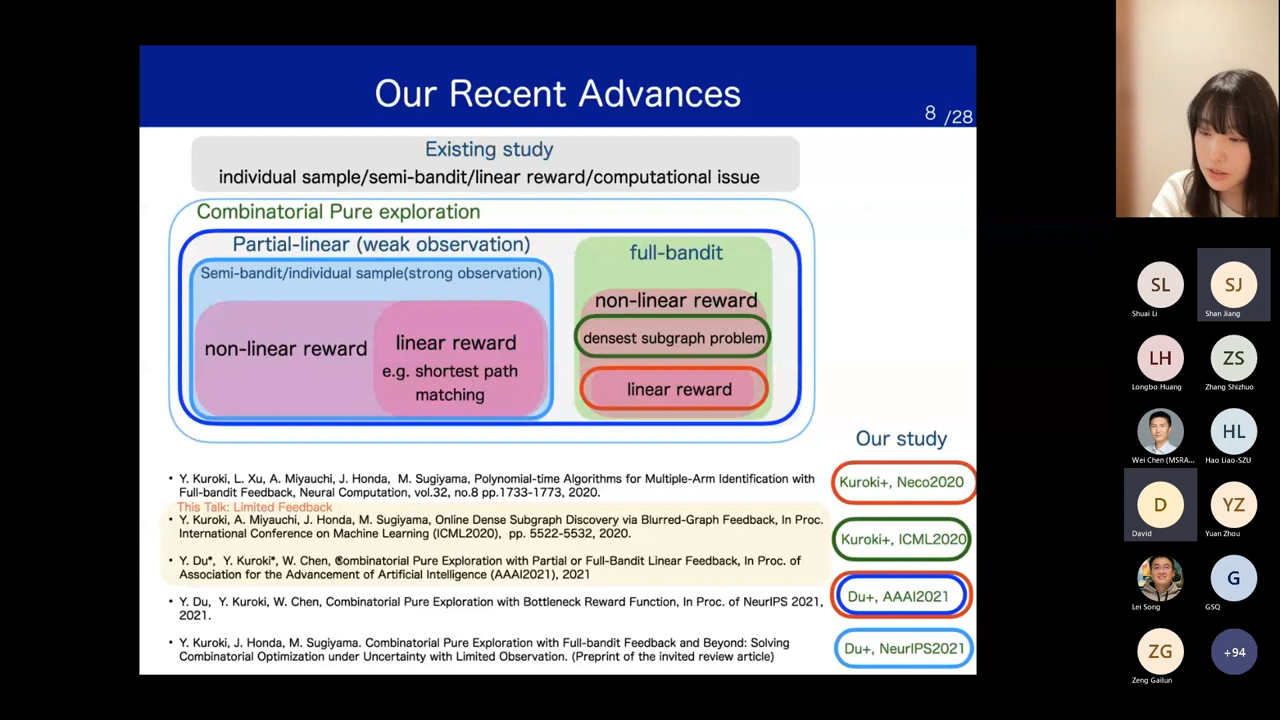 Our Recent Advances
8 /28
Existing study
individual sample/semi-bandit/linear reward/computational issue
Combinatorial Pure exploration
Partial-linear (weak observation)
full-bandit
Semi-bandit/individual sample(strong observation)
non-linear reward
densest subgraph problem
linear reward
non-linear reward
linear reward
e.g. shortest path
matching
Our study
• Y. Kuroki, L. Xu, A. Miyauchi, J. Honda, M. Sugiyama, Polynomial-time Algorithms for Multiple-Arm Identification with
Full-bandit Feedback, Neural Computation, vol.32, no.8 pp.1733-1773, 2020.
Kuroki+, Neco2020
This Talk: Limited Feedback
• Y. Kuroki, A. Miyauchi, J. Honda, M. Sugiyama, Online Dense Subgraph Discovery via Blurred-Graph Feedback, In Proc.
International Conference on Machine Learning (ICML2020), pp. 5522-5532, 2020.
Kuroki+, ICML2020
• Y. Du*, Y. Kuroki*, W. Chen, Combinatorial Pure Exploration with Partial or Full-Bandit Linear Feedback, In Proc. of
Association for the Advancement of Artificial Intelligence (AAAI2021), 2021
Du+, AAAI2021
• Y. Du, Y. Kuroki, W. Chen, Combinatorial Pure Exploration with Bottleneck Reward Function, In Proc. of NeurIPS 2021,
2021.
• Y. Kuroki, J. Honda, M. Sugiyama. Combinatorial Pure Exploration with Full-bandit Feedback and Beyond: Solving
Combinatorial Optimization under Uncertainty with Limited Observation. (Preprint of the invited review article)
Du+, NeurIPS2021
SL
Shuai Li
SJ
Shan Jiang
LH
Longbo Huang
ZS
Zhang Shizhuo
Wei Chen (MSRA...
HL
Hao Liao-SZU
D
David
YZ
Yuan Zhou
Lei Song
G
GSQ
ZG
Zeng Gailun
+94